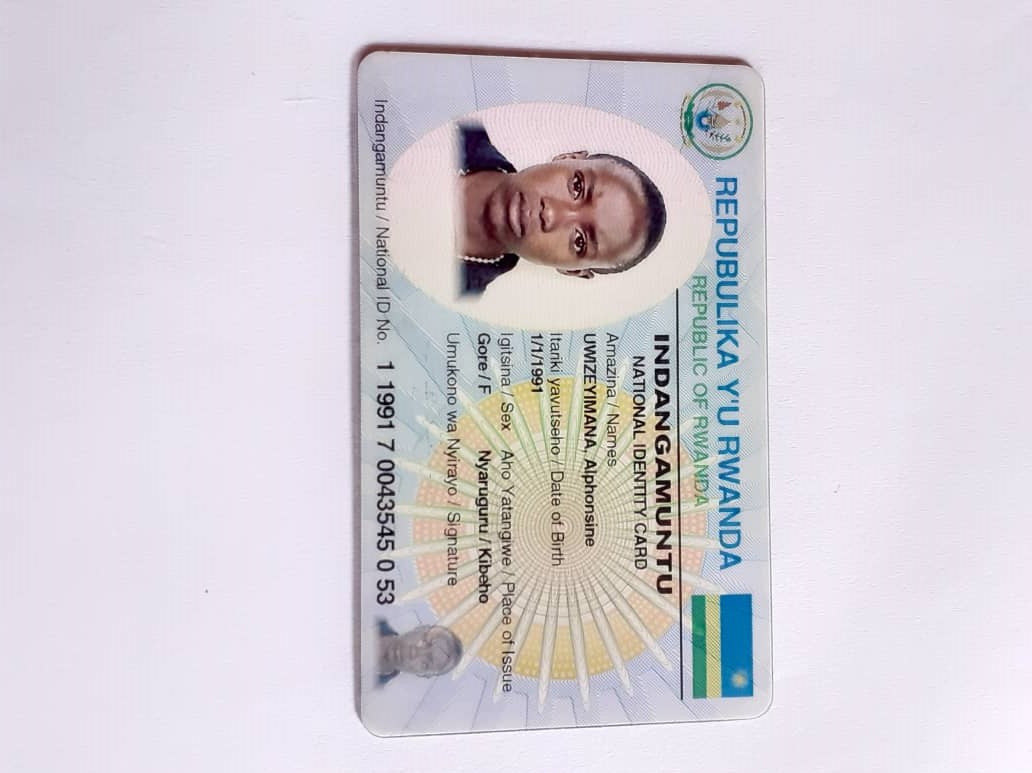 REPUBULIKA Y'U RWANDA
REPUBLIC OF RWANDA
INDANGAMUNTU
NATIONAL IDENTITY CARD
Amazina / Names
UWIZEYIMANA, Alphonsine
Itariki yavutseho / Date of Birth
1/1/1991
Igitsina / Sex Aho Yatangiwe / Place of Issue
Gore / F Nyaruguru / Kibeho
Umukono wa Nyirayo / Signature
Indangamuntu / National ID No. 1 1991 7 0043545 0 53